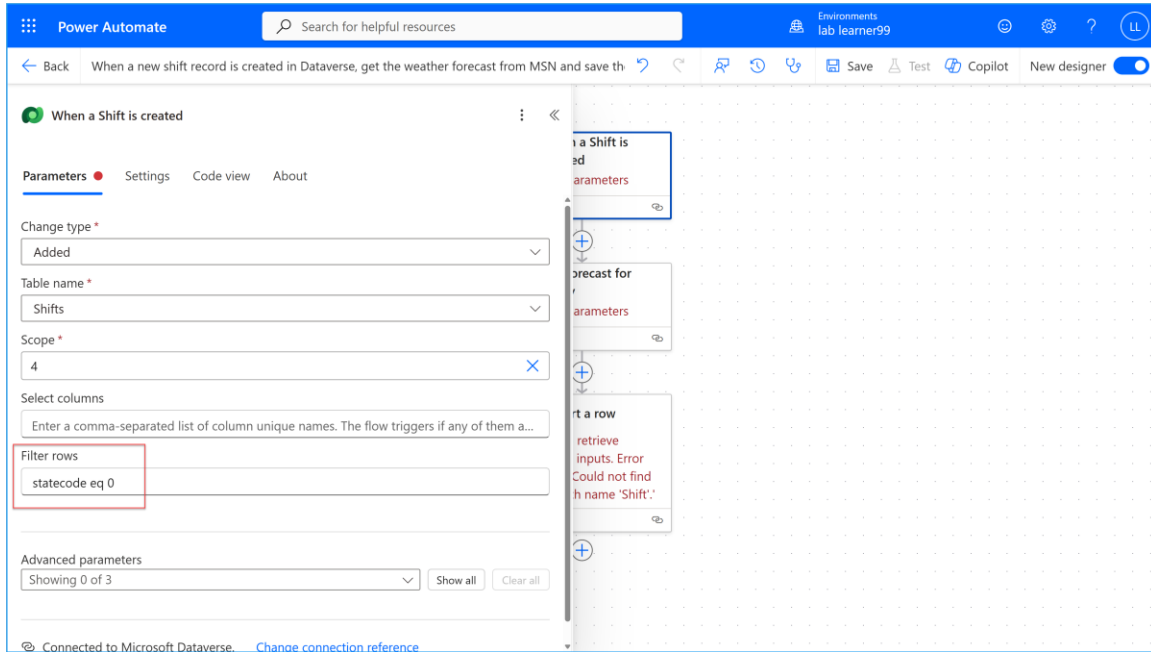 Power Automate
Search for helpful resources
Environments
lab learner99
LL
Back
When a new shift record is created in Dataverse, get the weather forecast from MSN and save th
Save
Test
Copilot
New designer
When a Shift is created
Parameters
Settings
Code view
About
Change type *
Added
Table name *
Shifts
Scope *
4
Select columns
Enter a comma-separated list of column unique names. The flow triggers if any of them a...
Filter rows
statecode eq 0
Advanced parameters
Showing 0 of 3
Show all
Clear all
Connected to Microsoft Dataverse.
Change connection reference
a Shift is
ed
arameters
orecast for
arameters
rt a row
retrieve
inputs. Error
Could not find
h name 'Shift'.'